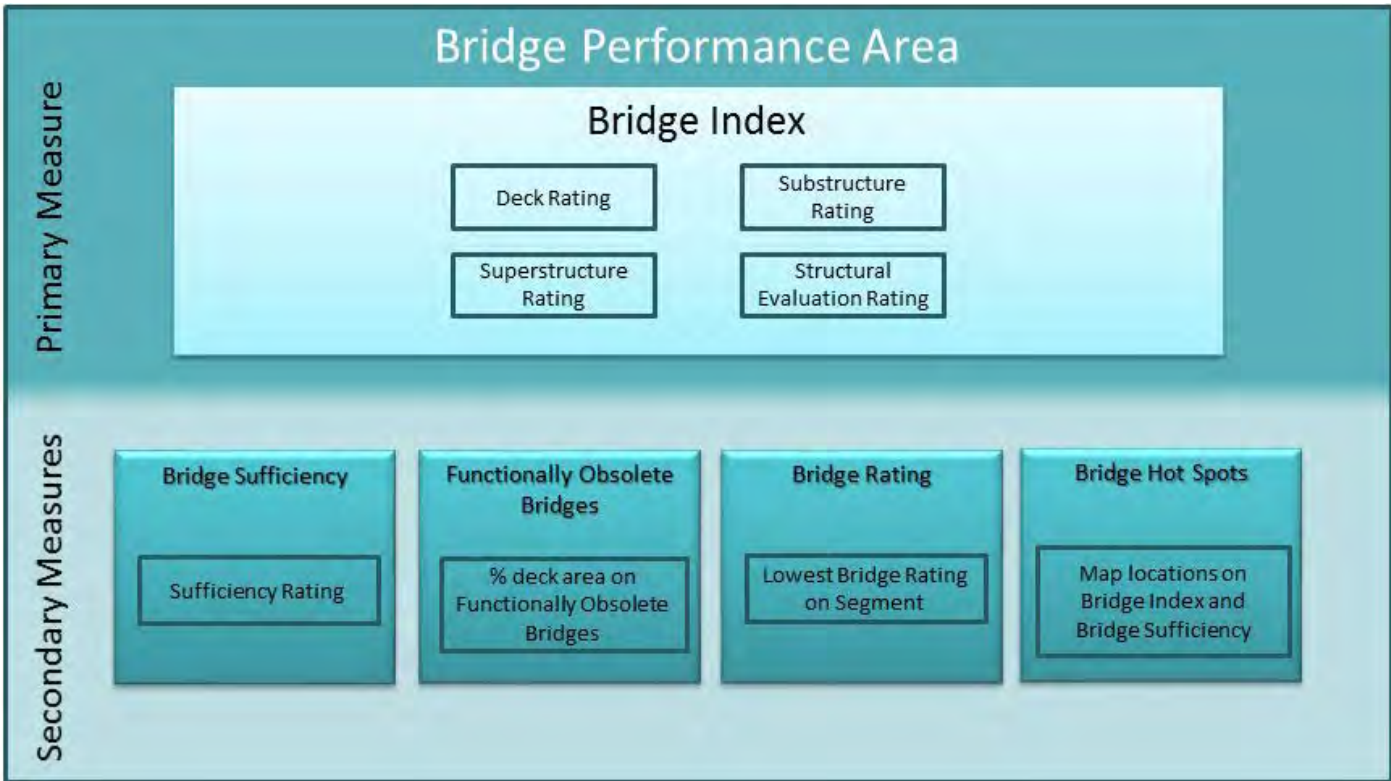 Bridge Performance Area
Primary Measure
Bridge Index
Deck Rating
Substructure
Rating
Superstructure
Rating
Structural
Evaluation Rating
Secondary Measures
Bridge Sufficiency
Sufficiency Rating
Functionally Obsolete
Bridges
% deck area on
Functionally Obsolete
Bridges
Bridge Rating
Lowest Bridge Rating
on Segment
Bridge Hot Spots
Map locations on
Bridge Index and
Bridge Sufficiency